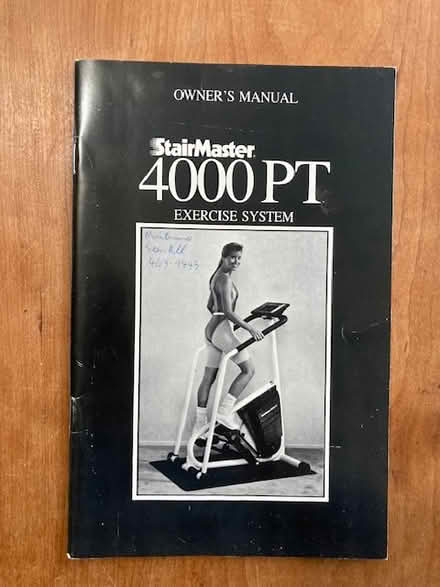 OWNER'S MANUAL
StairMaster®
4000 PT
EXERCISE SYSTEM